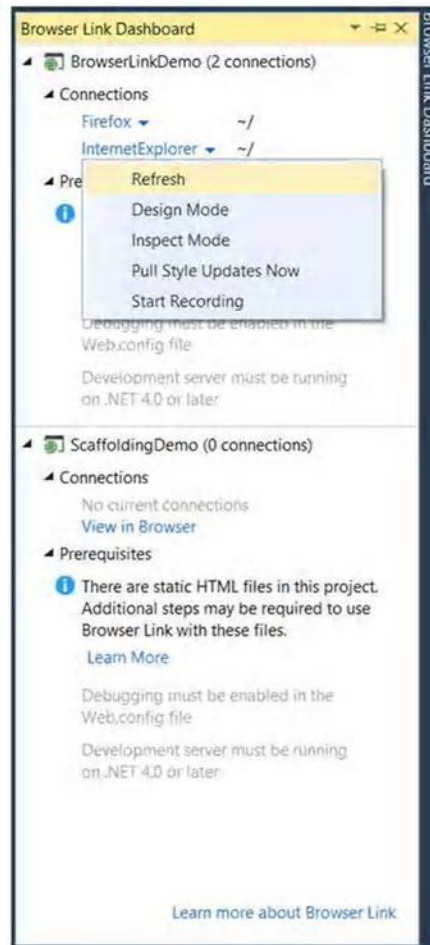 Browser Link Dashboard
Browser Link Dashboard
BrowserLinkDemo (2 connections)
Connections
Firefox ~/
InternetExplorer ~/
Pre
Refresh
Design Mode
Inspect Mode
Pull Style Updates Now
Start Recording
Debugging must be enabled in the
Web.config file
Development server must be running
on .NET 4.0 or later
ScaffoldingDemo (0 connections)
Connections
No current connections
View in Browser
Prerequisites
There are static HTML files in this project.
Additional steps may be required to use
Browser Link with these files.
Learn More
Debugging must be enabled in the
Web.config file
Development server must be running
on .NET 4.0 or later
Learn more about Browser Link